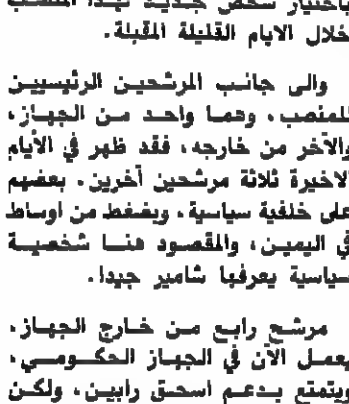 باختيار شخص جديد لهذا المنصب
خلال الايام القليلة المقبلة.
والى جانب المرشحين الرئيسيين
للمنصب، وهما واحد من الجهاز،
والآخر من خارجه، فقد ظهر في الأيام
الاخيرة ثلاثة مرشحين آخرين. بعضهم
على خلفية سياسية، وبضغط من اوساط
في اليمين، والمقصود هنا شخصية
سياسية يعرفها شامير جيدا.
مرشح رابع من خارج الجهاز،
يعمل الآن في الجهاز الحكومي،
ويتمتع بدعم اسحق رابين، ولكن